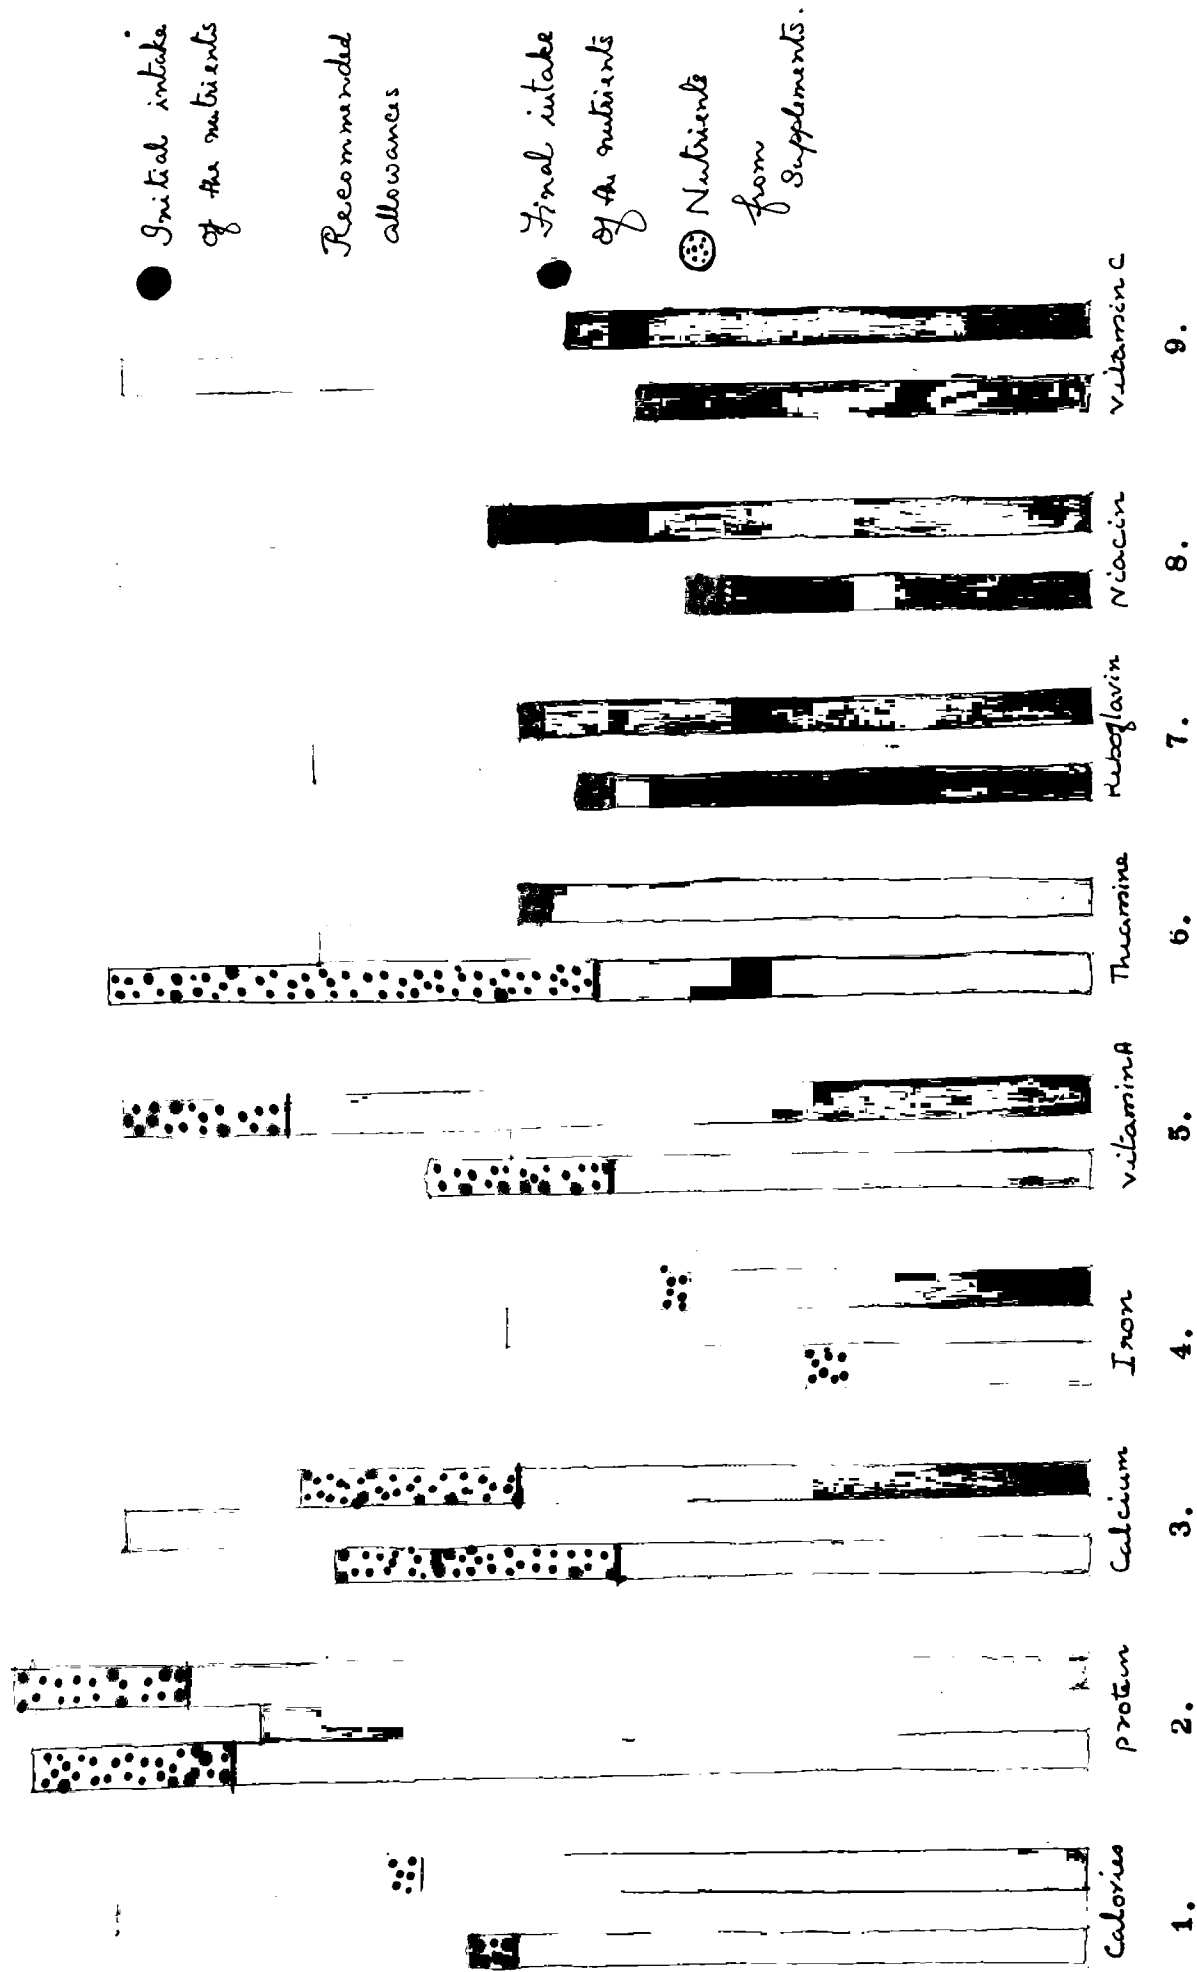 Initial intake
of the nutrients
Recommended
allowances
Final intake
of the nutrients
Nutrients
from
Supplements.
Calories
protein
Calcium
Iron
vitamin A
Thiamine
Riboflavin
Niacin
vitamin C
1.
2.
3.
4.
5.
6.
7.
8.
9.